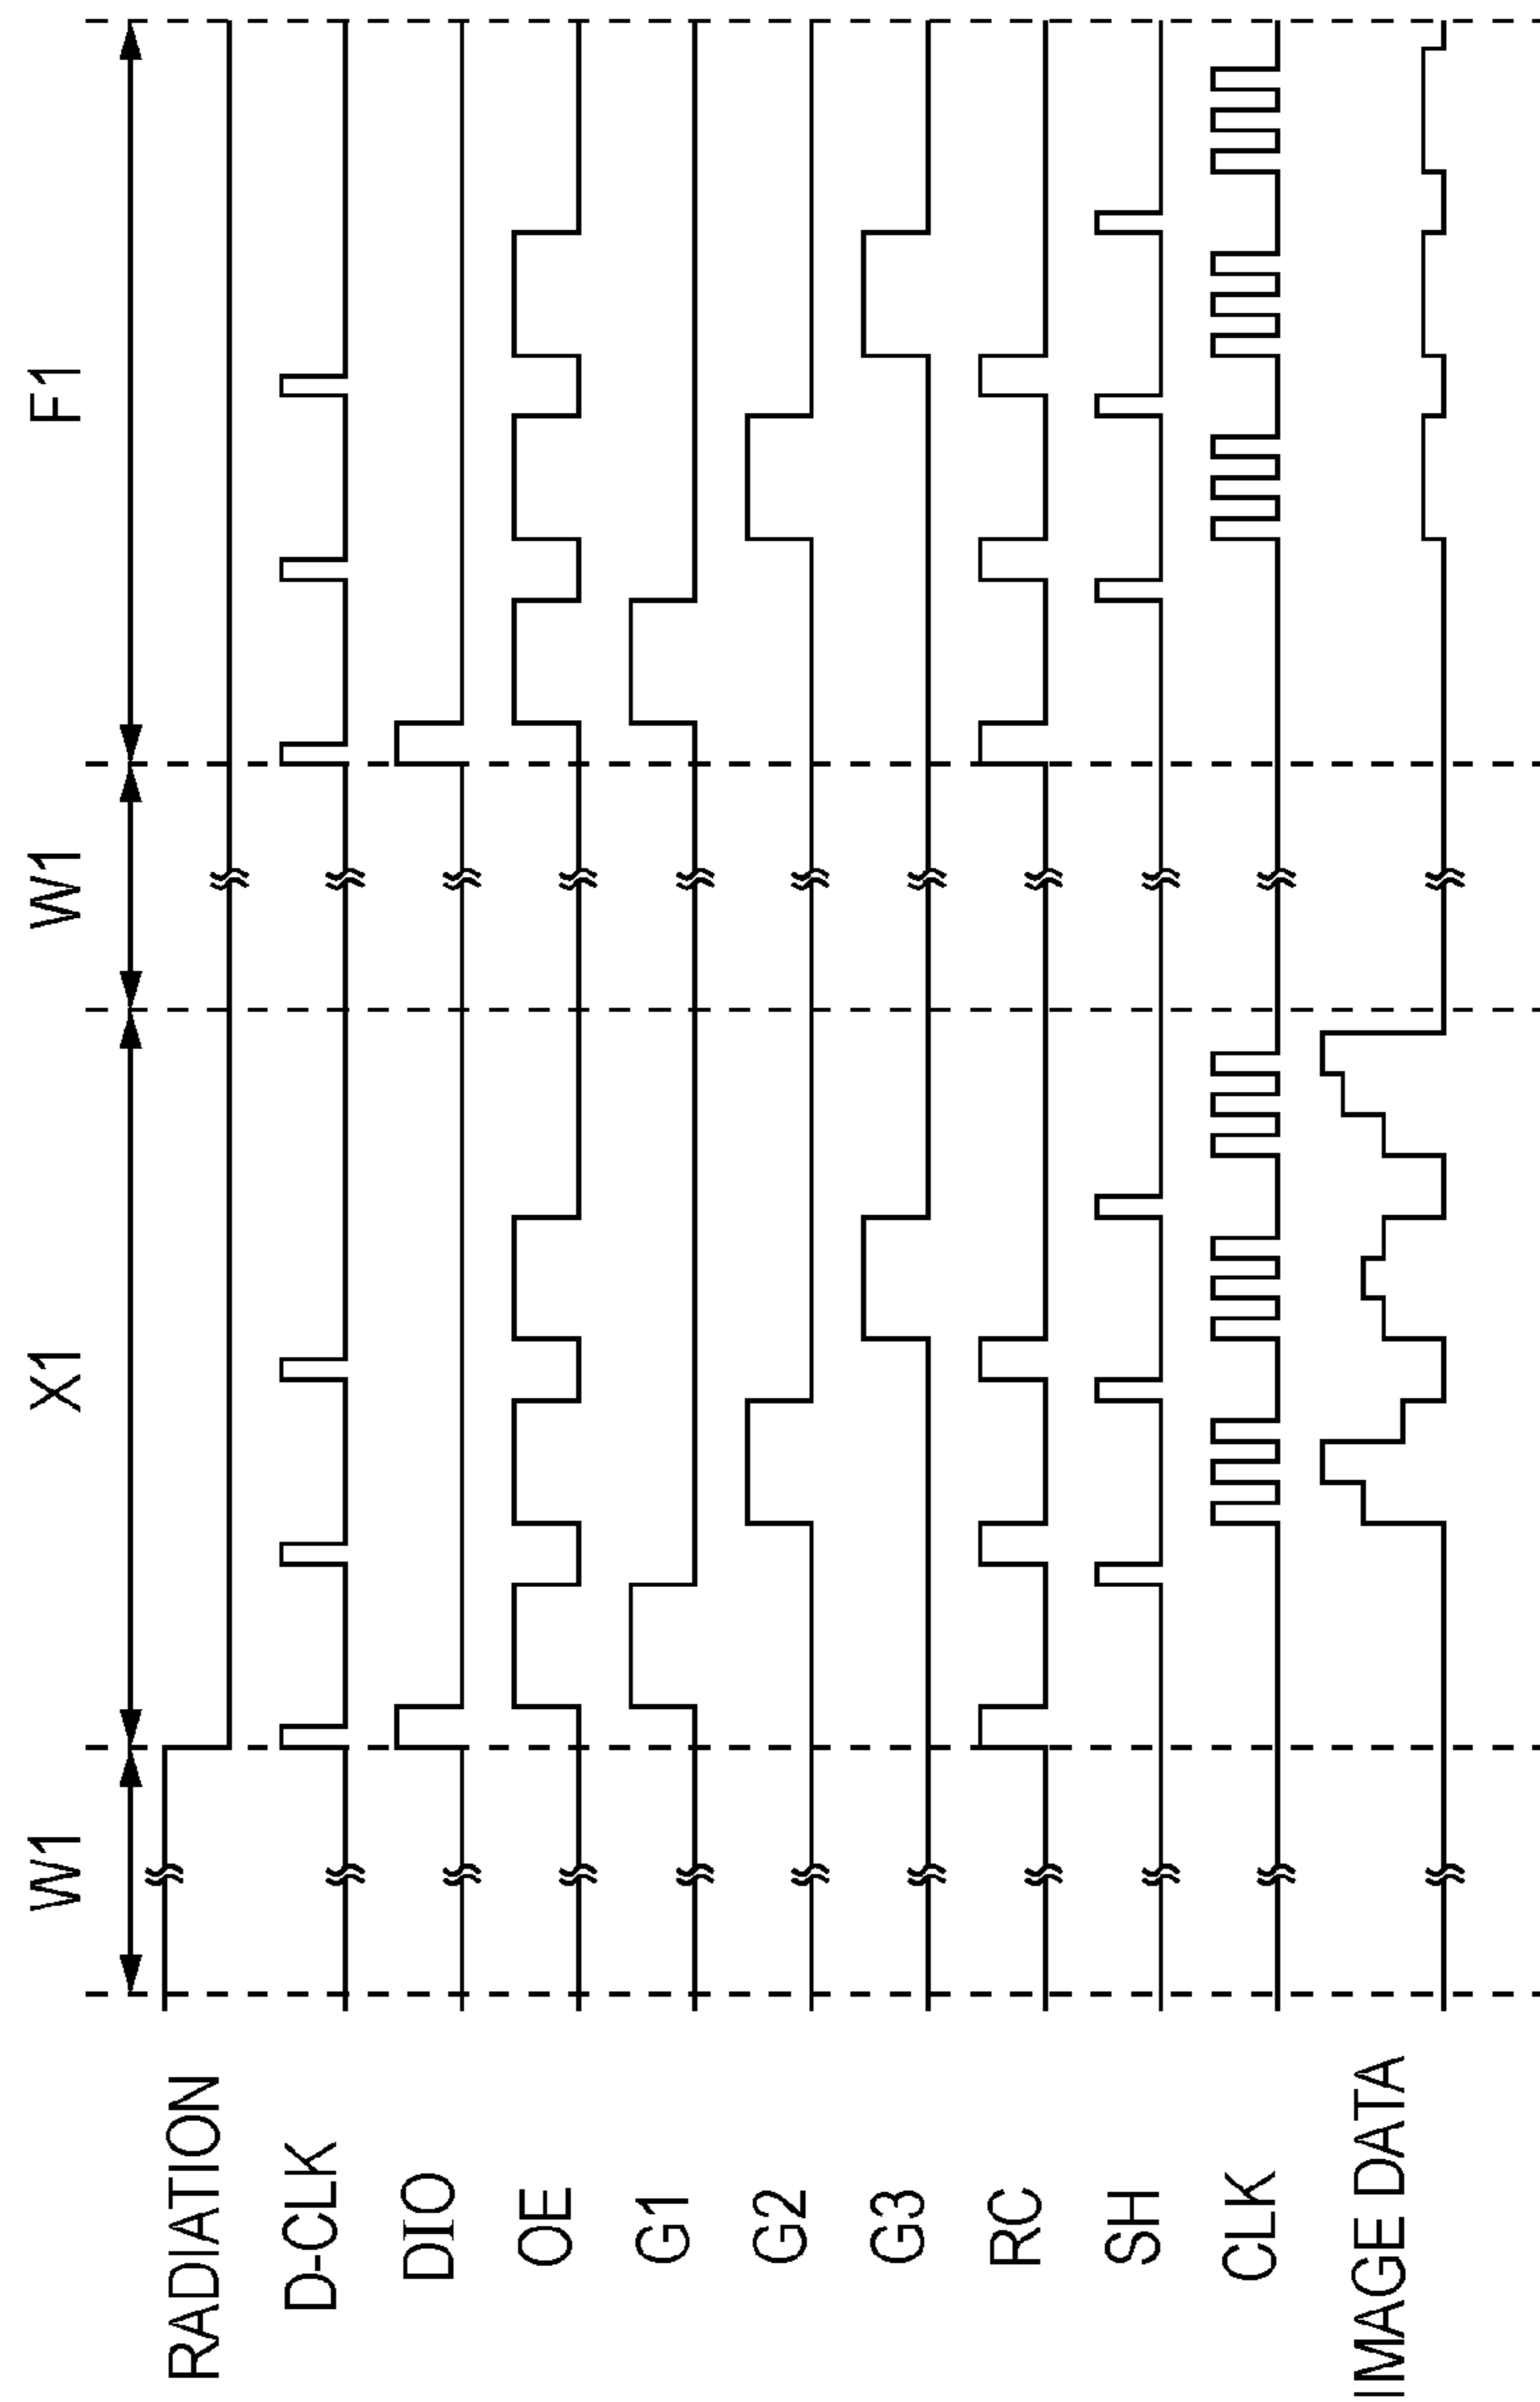 W1
X1
W1
F1
RADIATION
D-CLK
DIO
OE
G1
G2
G3
RC
SH
CLK
IMAGE DATA